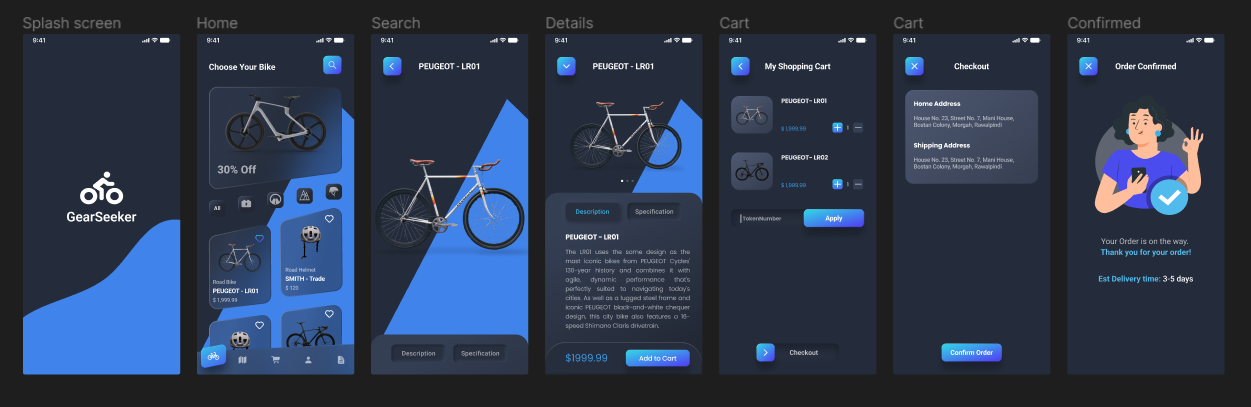 Splash screen
Home
Search
Details
Cart
Cart
Confirmed
9:41
GearSeeker
9:41
Choose Your Bike
30% Off
All
Road Bike
PEUGEOT - LR01
$ 1,999.99
Road Helmet
SMITH - Trade
$ 120
9:41
PEUGEOT - LR01
Description
Specification
9:41
PEUGEOT - LR01
Description
Specification
PEUGEOT - LR01
The LR01 uses the same design as the
most iconic bikes from PEUGEOT Cycles'
130-year history and combines it with
agile, dynamic performance that's
perfectly suited to navigating today's
cities. As well as a lugged steel frame and
iconic PEUGEOT black-and-white chequer
design, this city bike also features a 16-
speed Shimano Claris drivetrain.
$1999.99
Add to Cart
9:41
My Shopping Cart
PEUGEOT- LR01
$ 1,999.99
1
PEUGEOT- LR02
$ 1,999.99
1
TokenNumber
Apply
Checkout
9:41
Checkout
Home Address
House No. 23, Street No. 7, Mani House,
Bostan Colony, Morgah, Rawalpindi
Shipping Address
House No. 23, Street No. 7, Mani House,
Bostan Colony, Morgah, Rawalpindi
Confirm Order
9:41
Order Confirmed
Your Order is on the way.
Thank you for your order!
Est Delivery time: 3-5 days